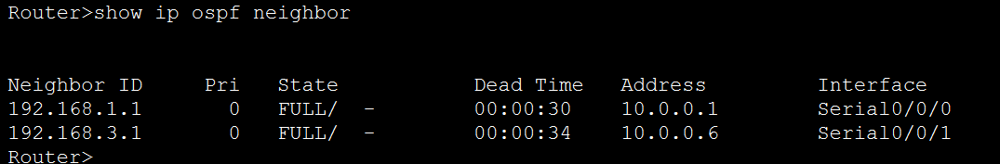 Router>show ip ospf neighbor
Neighbor ID     Pri   State           Dead Time   Address         Interface
192.168.1.1       0   FULL/  -        00:00:30    10.0.0.1        Serial0/0/0
192.168.3.1       0   FULL/  -        00:00:34    10.0.0.6        Serial0/0/1
Router>